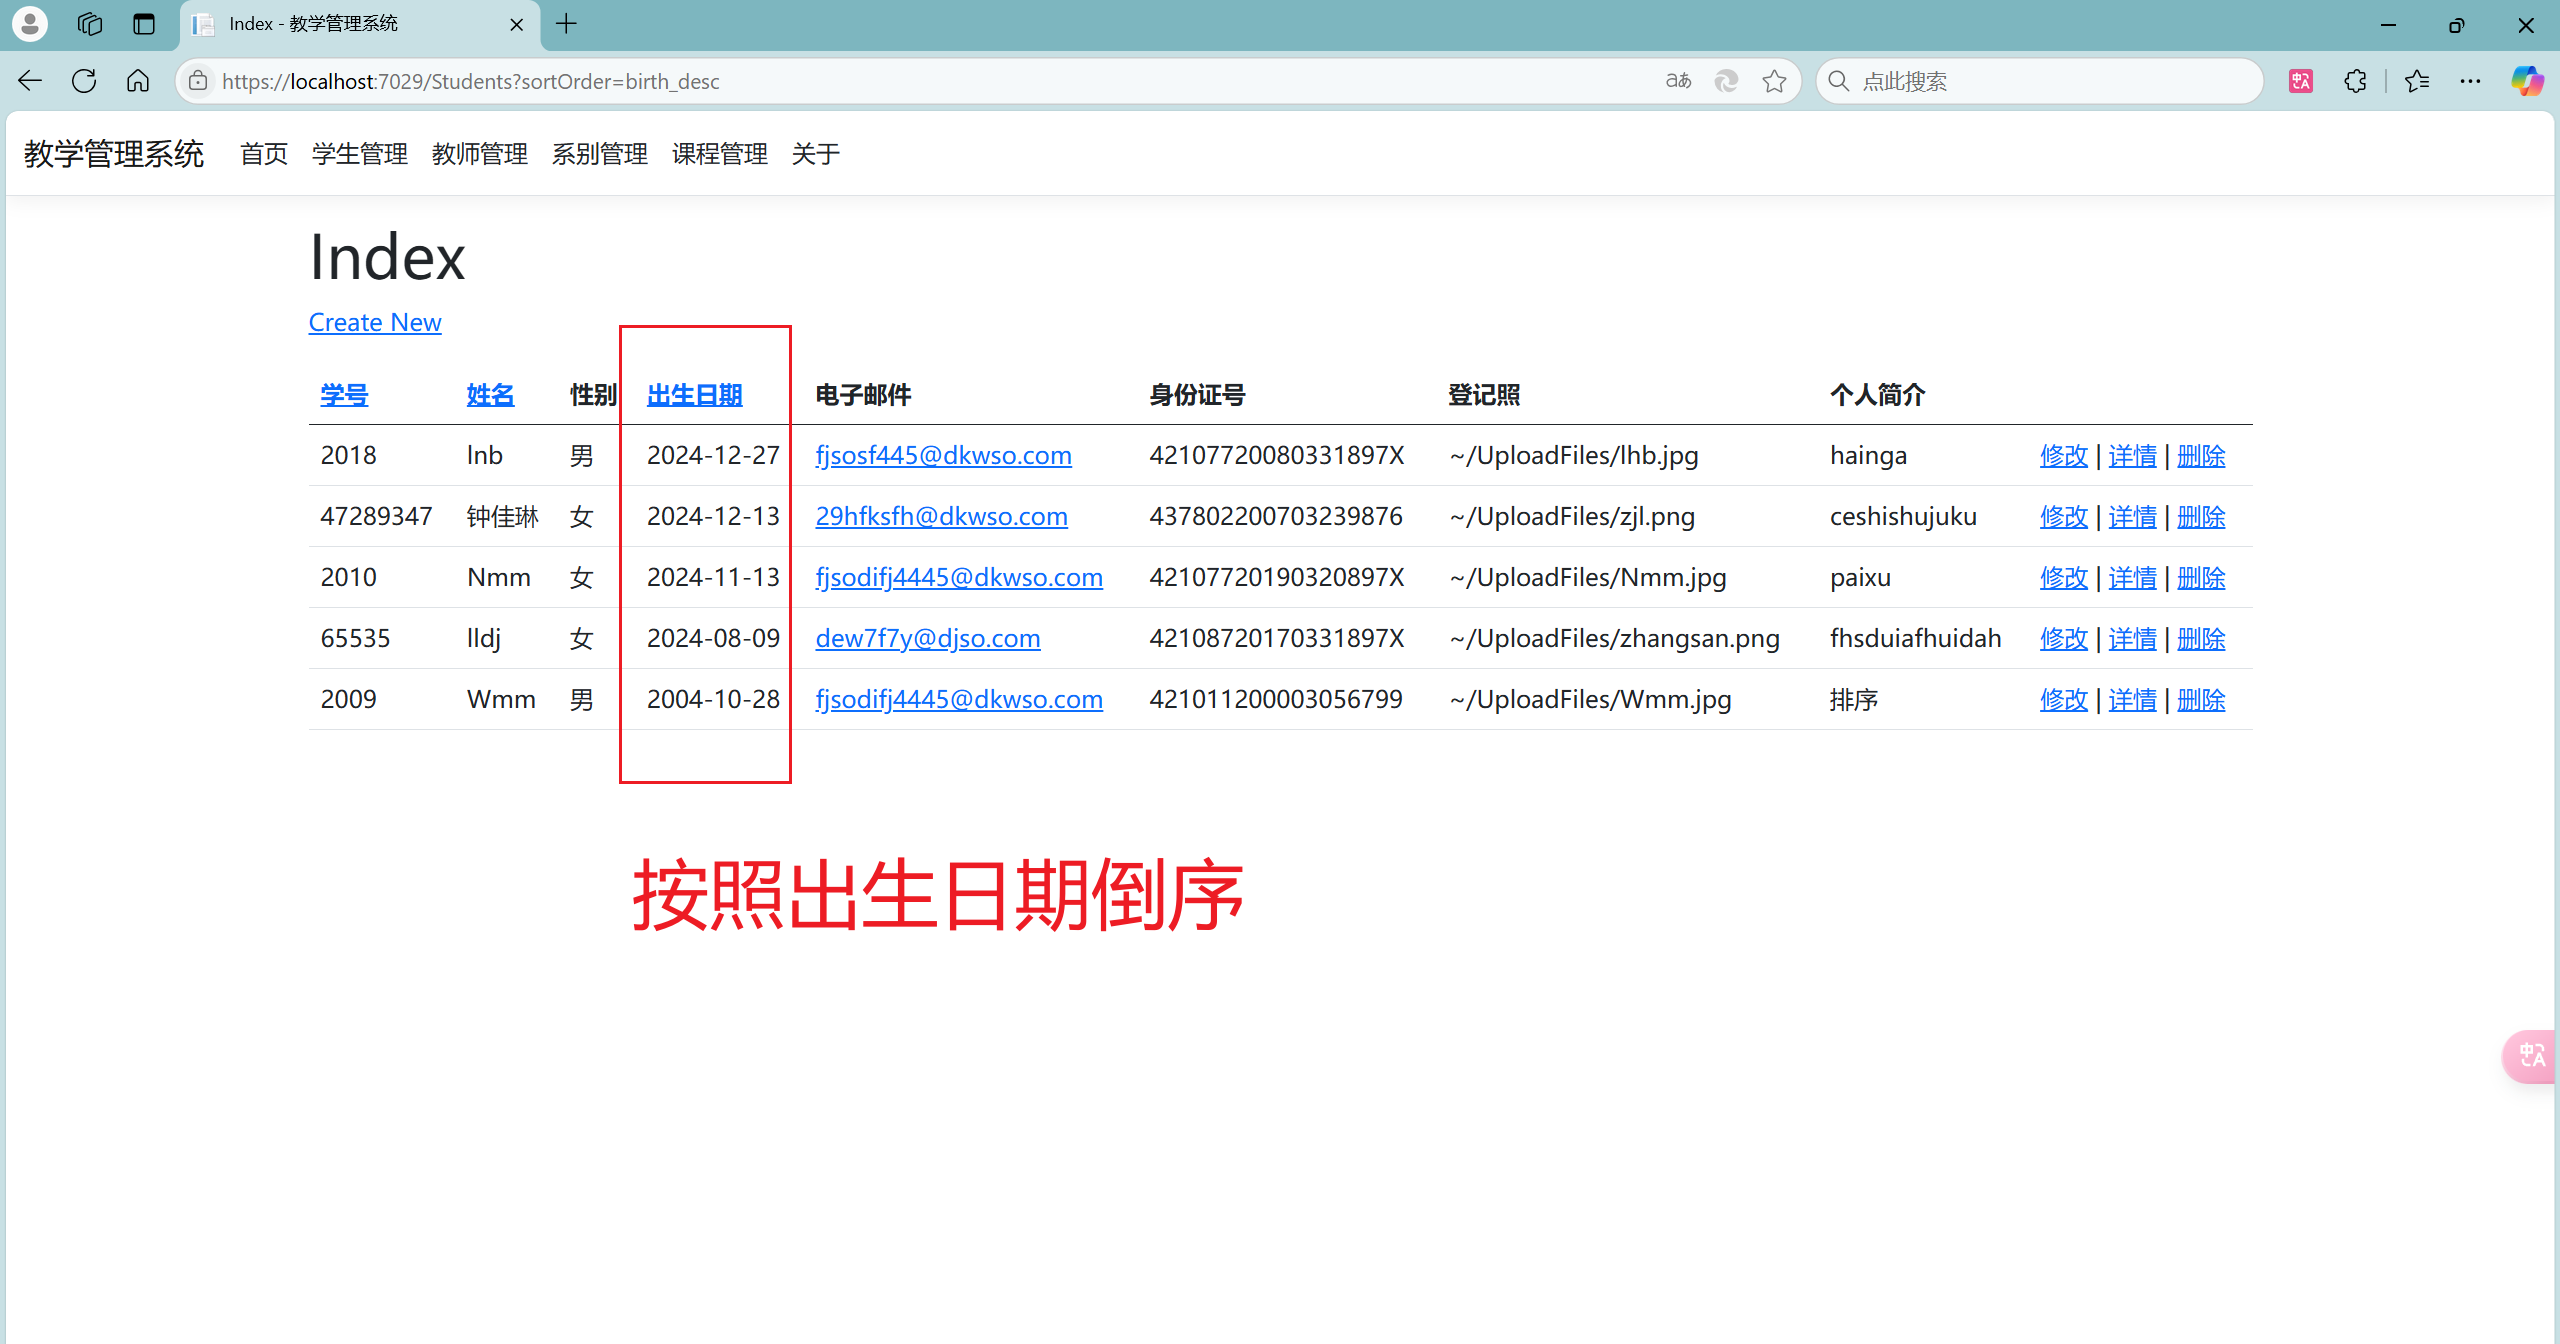 Index - 教学管理系统
https://localhost:7029/Students?sortOrder=birth_desc
点此搜索
教学管理系统 首页 学生管理 教师管理 系别管理 课程管理 关于
Index
Create New
学号 姓名 性别 出生日期 电子邮件 身份证号 登记照 个人简介
2018 lnb 男 2024-12-27 fjsosf445@dkwso.com 42107720080331897X ~/UploadFiles/lhb.jpg hainga 修改 | 详情 | 删除
47289347 钟佳琳 女 2024-12-13 29hfksfh@dkwso.com 437802200703239876 ~/UploadFiles/zjl.png ceshishujuku 修改 | 详情 | 删除
2010 Nmm 女 2024-11-13 fjsodifj4445@dkwso.com 42107720190320897X ~/UploadFiles/Nmm.jpg paixu 修改 | 详情 | 删除
65535 lldj 女 2024-08-09 dew7f7y@djso.com 42108720170331897X ~/UploadFiles/zhangsan.png fhsduiafhuidah 修改 | 详情 | 删除
2009 Wmm 男 2004-10-28 fjsodifj4445@dkwso.com 421011200003056799 ~/UploadFiles/Wmm.jpg 排序 修改 | 详情 | 删除
按照出生日期倒序